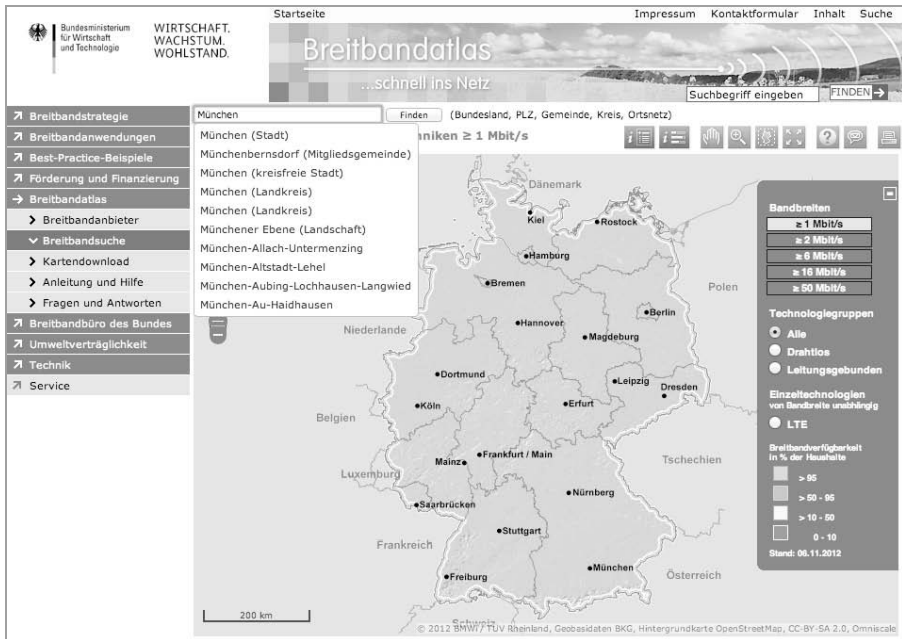 Startseite
Impressum Kontaktformular Inhalt Suche
Bundesministerium
für Wirtschaft
und Technologie
WIRTSCHAFT.
WACHSTUM.
WOHLSTAND.
Breitbandatlas
...schnell ins Netz
Suchbegriff eingeben
FINDEN
Breitbandstrategie
Breitbandanwendungen
Best-Practice-Beispiele
Förderung und Finanzierung
Breitbandatlas
Breitbandanbieter
Breitbandsuche
Kartendownload
Anleitung und Hilfe
Fragen und Antworten
Breitbandbüro des Bundes
Umweltverträglichkeit
Technik
Service
München
Finden
(Bundesland, PLZ, Gemeinde, Kreis, Ortsnetz)
München (Stadt)
Münchenbernsdorf (Mitgliedsgemeinde)
München (kreisfreie Stadt)
München (Landkreis)
München (Landkreis)
Münchener Ebene (Landschaft)
München-Allach-Untermenzing
München-Altstadt-Lehel
München-Aubing-Lochhausen-Langwied
München-Au-Haidhausen
≥ 1 Mbit/s
Dänemark
Kiel
Rostock
Hamburg
Bremen
Polen
Berlin
Hannover
Niederlande
Magdeburg
Dortmund
Leipzig
Dresden
Köln
Erfurt
Belgien
Frankfurt / Main
Mainz
Tschechien
Luxemburg
Nürnberg
Saarbrücken
Stuttgart
Frankreich
München
Österreich
Freiburg
200 km
Schweiz
Bandbreiten
≥ 1 Mbit/s
≥ 2 Mbit/s
≥ 6 Mbit/s
≥ 16 Mbit/s
≥ 50 Mbit/s
Technologiegruppen
Alle
Drahtlos
Leitungsgebunden
Einzeltechnologien
von Bandbreite unabhängig
LTE
Breitbandverfügbarkeit
in % der Haushalte
> 95
> 50 - 95
> 10 - 50
0 - 10
Stand: 06.11.2012
© 2012 BMWi / TÜV Rheinland, Geobasidaten BKG, Hintergrundkarte OpenStreetMap, CC-BY-SA 2.0, Omniscale